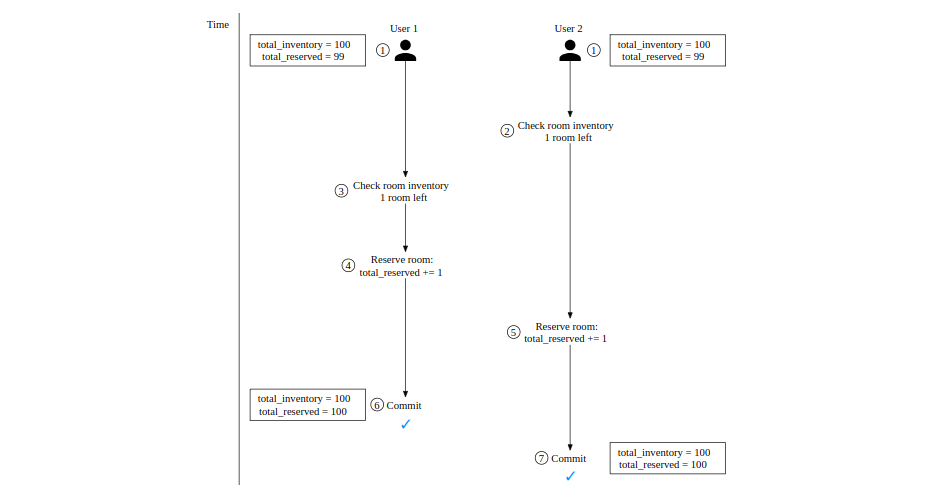 Time
User 1
User 2
total_inventory = 100
total_reserved = 99
1
1
total_inventory = 100
total_reserved = 99
2 Check room inventory
1 room left
3 Check room inventory
1 room left
4 Reserve room:
total_reserved += 1
5 Reserve room:
total_reserved += 1
total_inventory = 100
total_reserved = 100
6 Commit
7 Commit
total_inventory = 100
total_reserved = 100